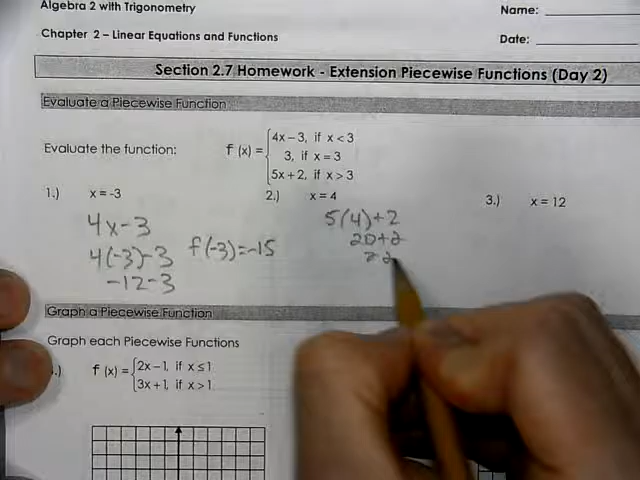 Algebra 2 with Trigonometry
Name:
Chapter 2 – Linear Equations and Functions
Date:
Section 2.7 Homework - Extension Piecewise Functions (Day 2)
Evaluate a Piecewise Function
Evaluate the function:
f (x) =
4x – 3, if x < 3
3, if x = 3
5x + 2, if x > 3
1.) x = -3
2.) x = 4
3.) x = 12
4x - 3
4(-3) - 3
-12 - 3
f(-3) = -15
5(4) + 2
20 + 2
22
Graph a Piecewise Function
Graph each Piecewise Functions
.) f (x) =
2x – 1, if x ≤ 1
3x + 1, if x > 1